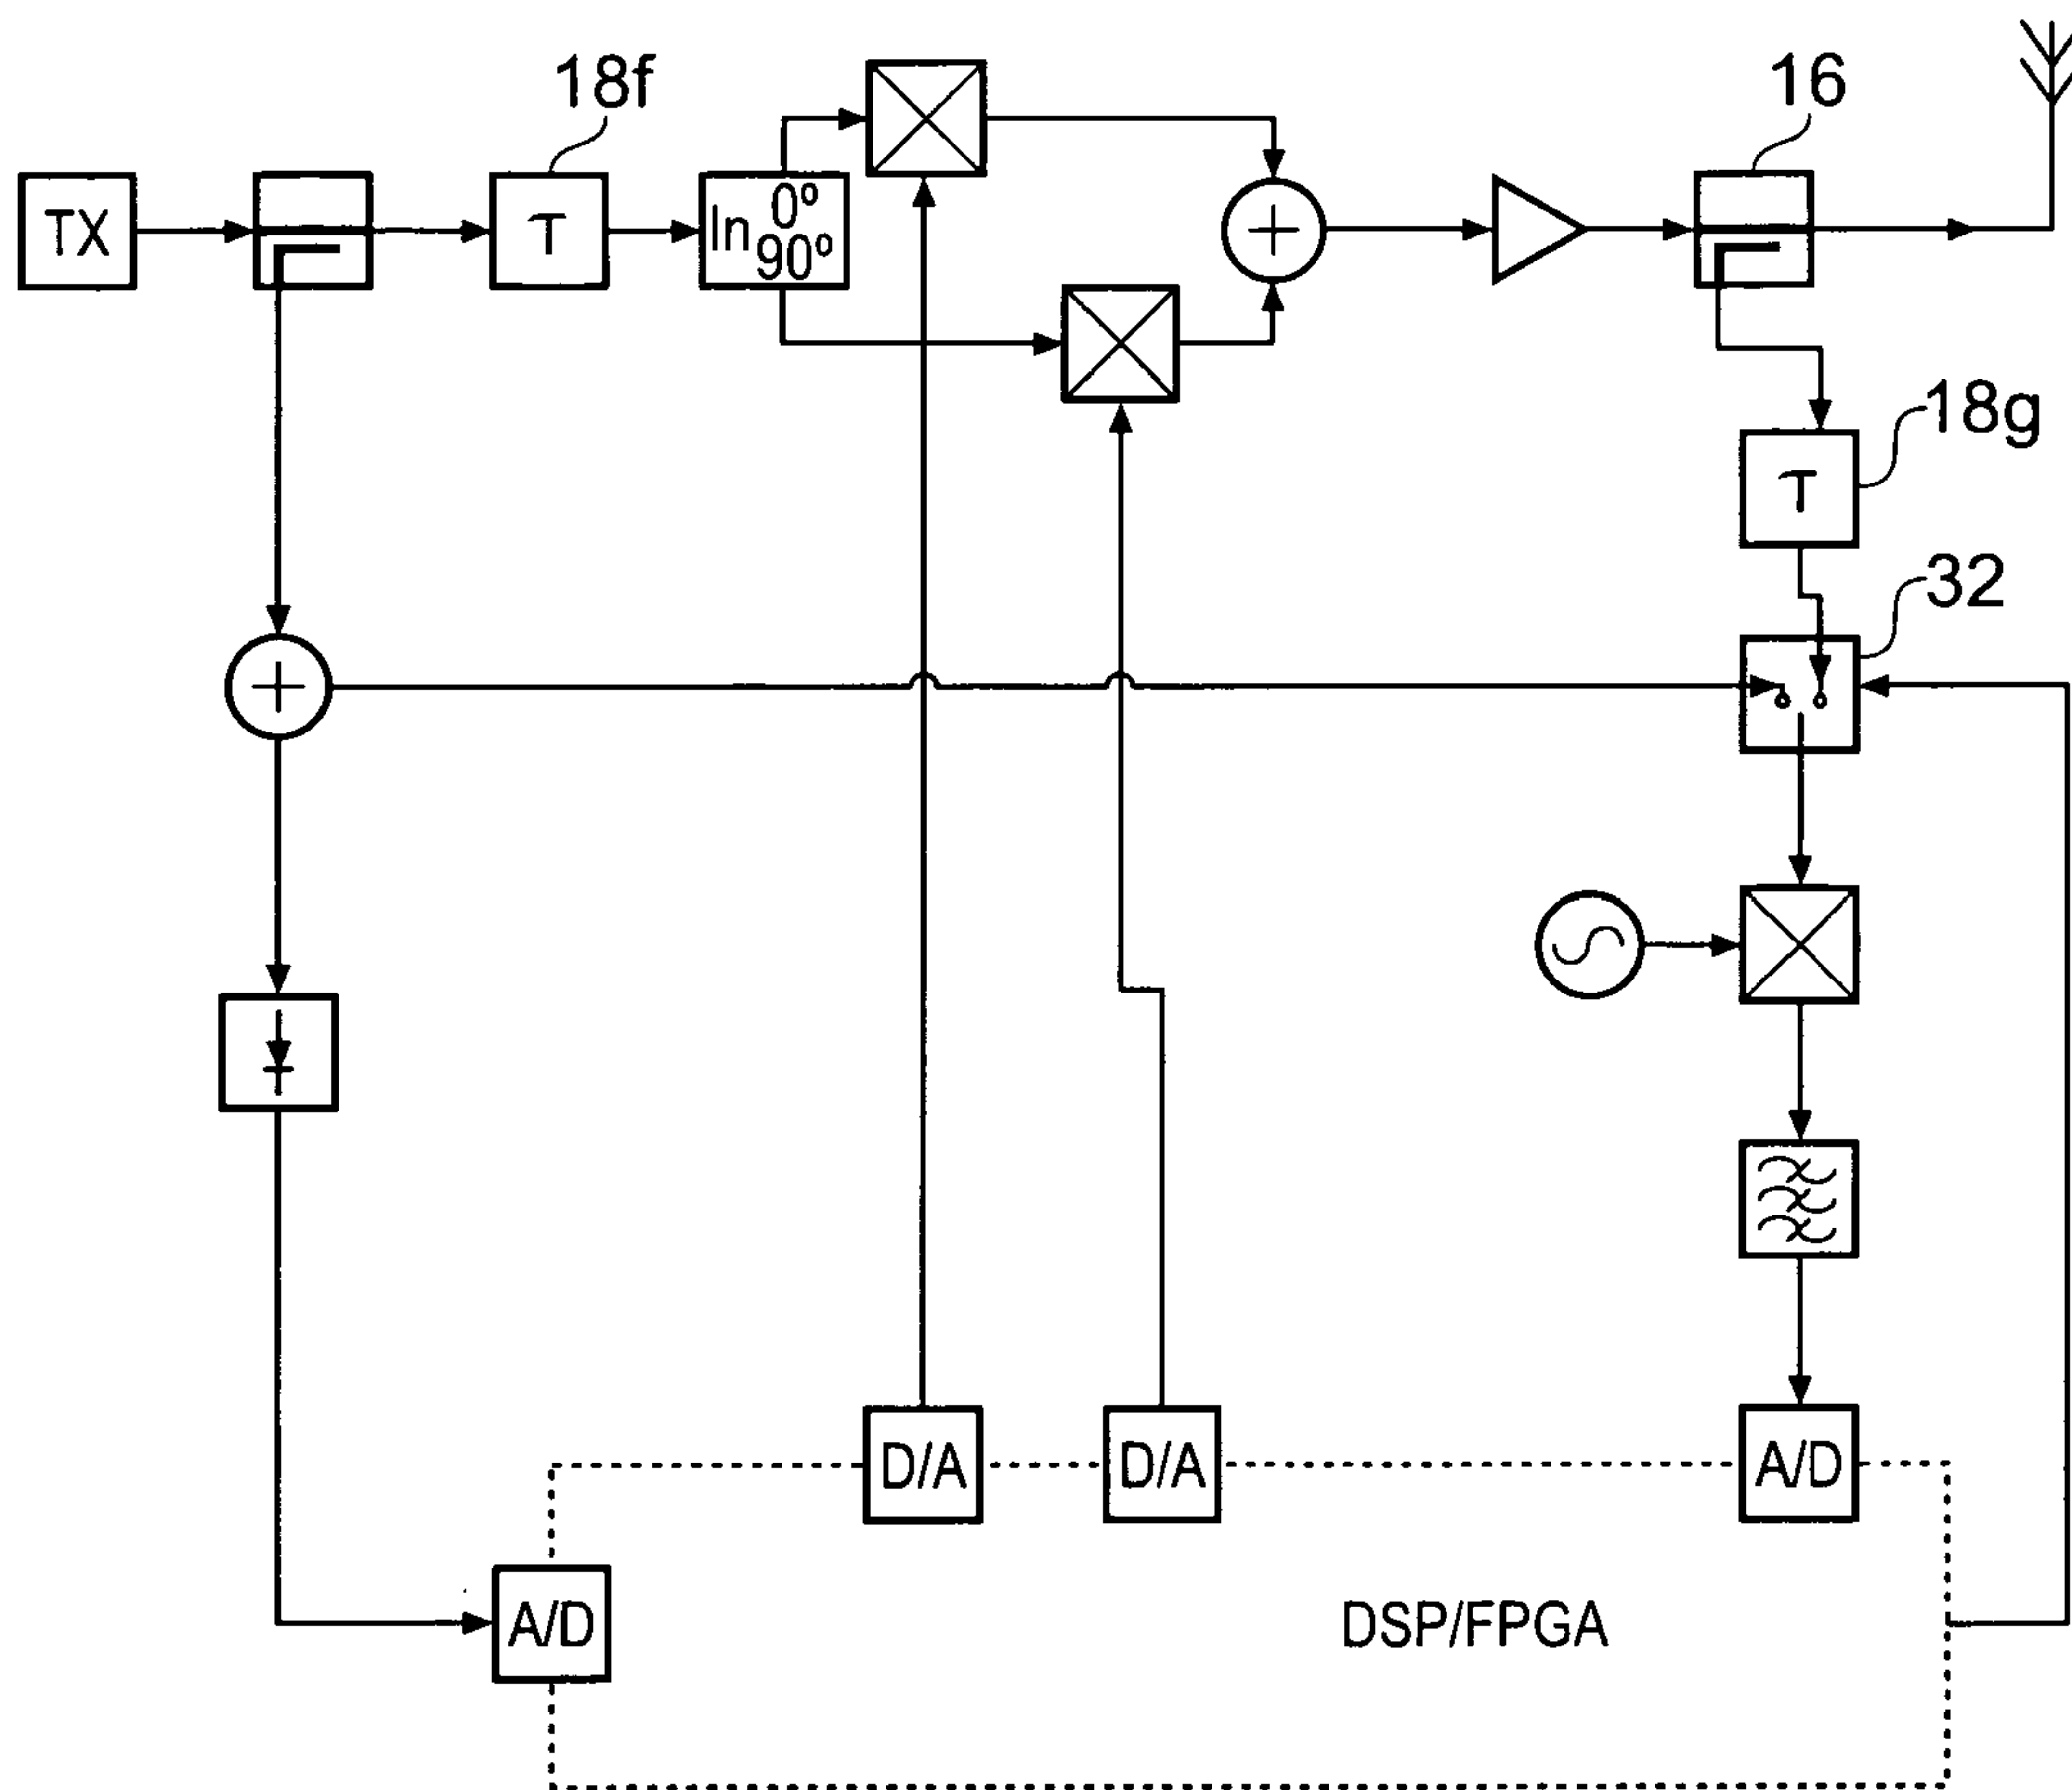 18f
16
TX
T
In 0°
90°
18g
T
32
D/A
D/A
A/D
A/D
DSP/FPGA